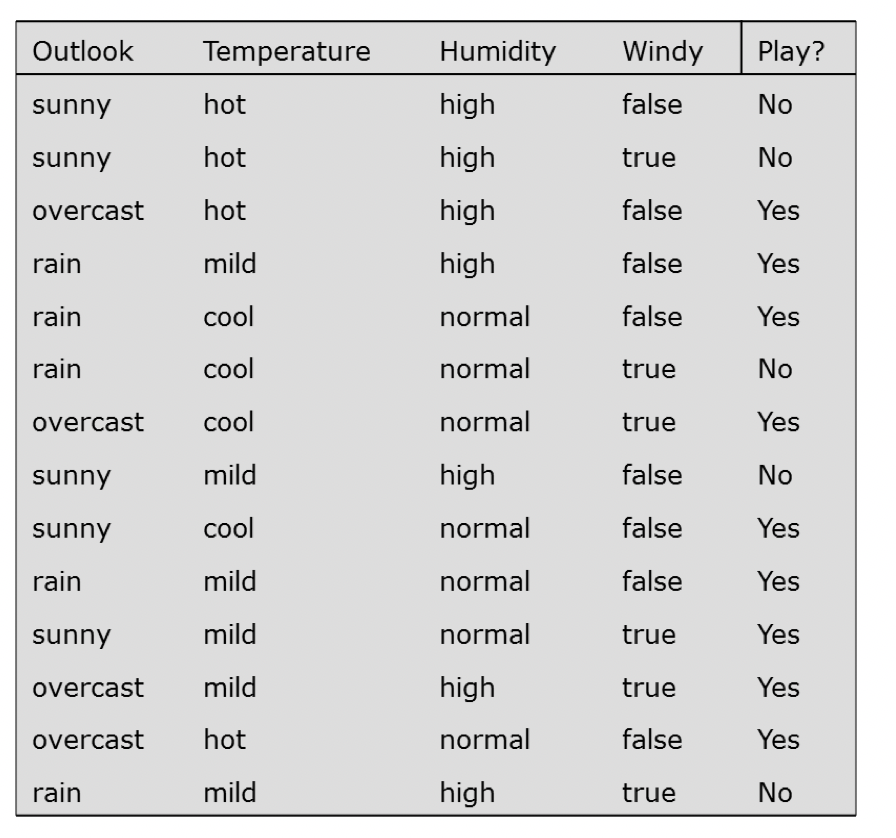 Outlook Temperature Humidity Windy Play?
sunny hot high false No
sunny hot high true No
overcast hot high false Yes
rain mild high false Yes
rain cool normal false Yes
rain cool normal true No
overcast cool normal true Yes
sunny mild high false No
sunny cool normal false Yes
rain mild normal false Yes
sunny mild normal true Yes
overcast mild high true Yes
overcast hot normal false Yes
rain mild high true No